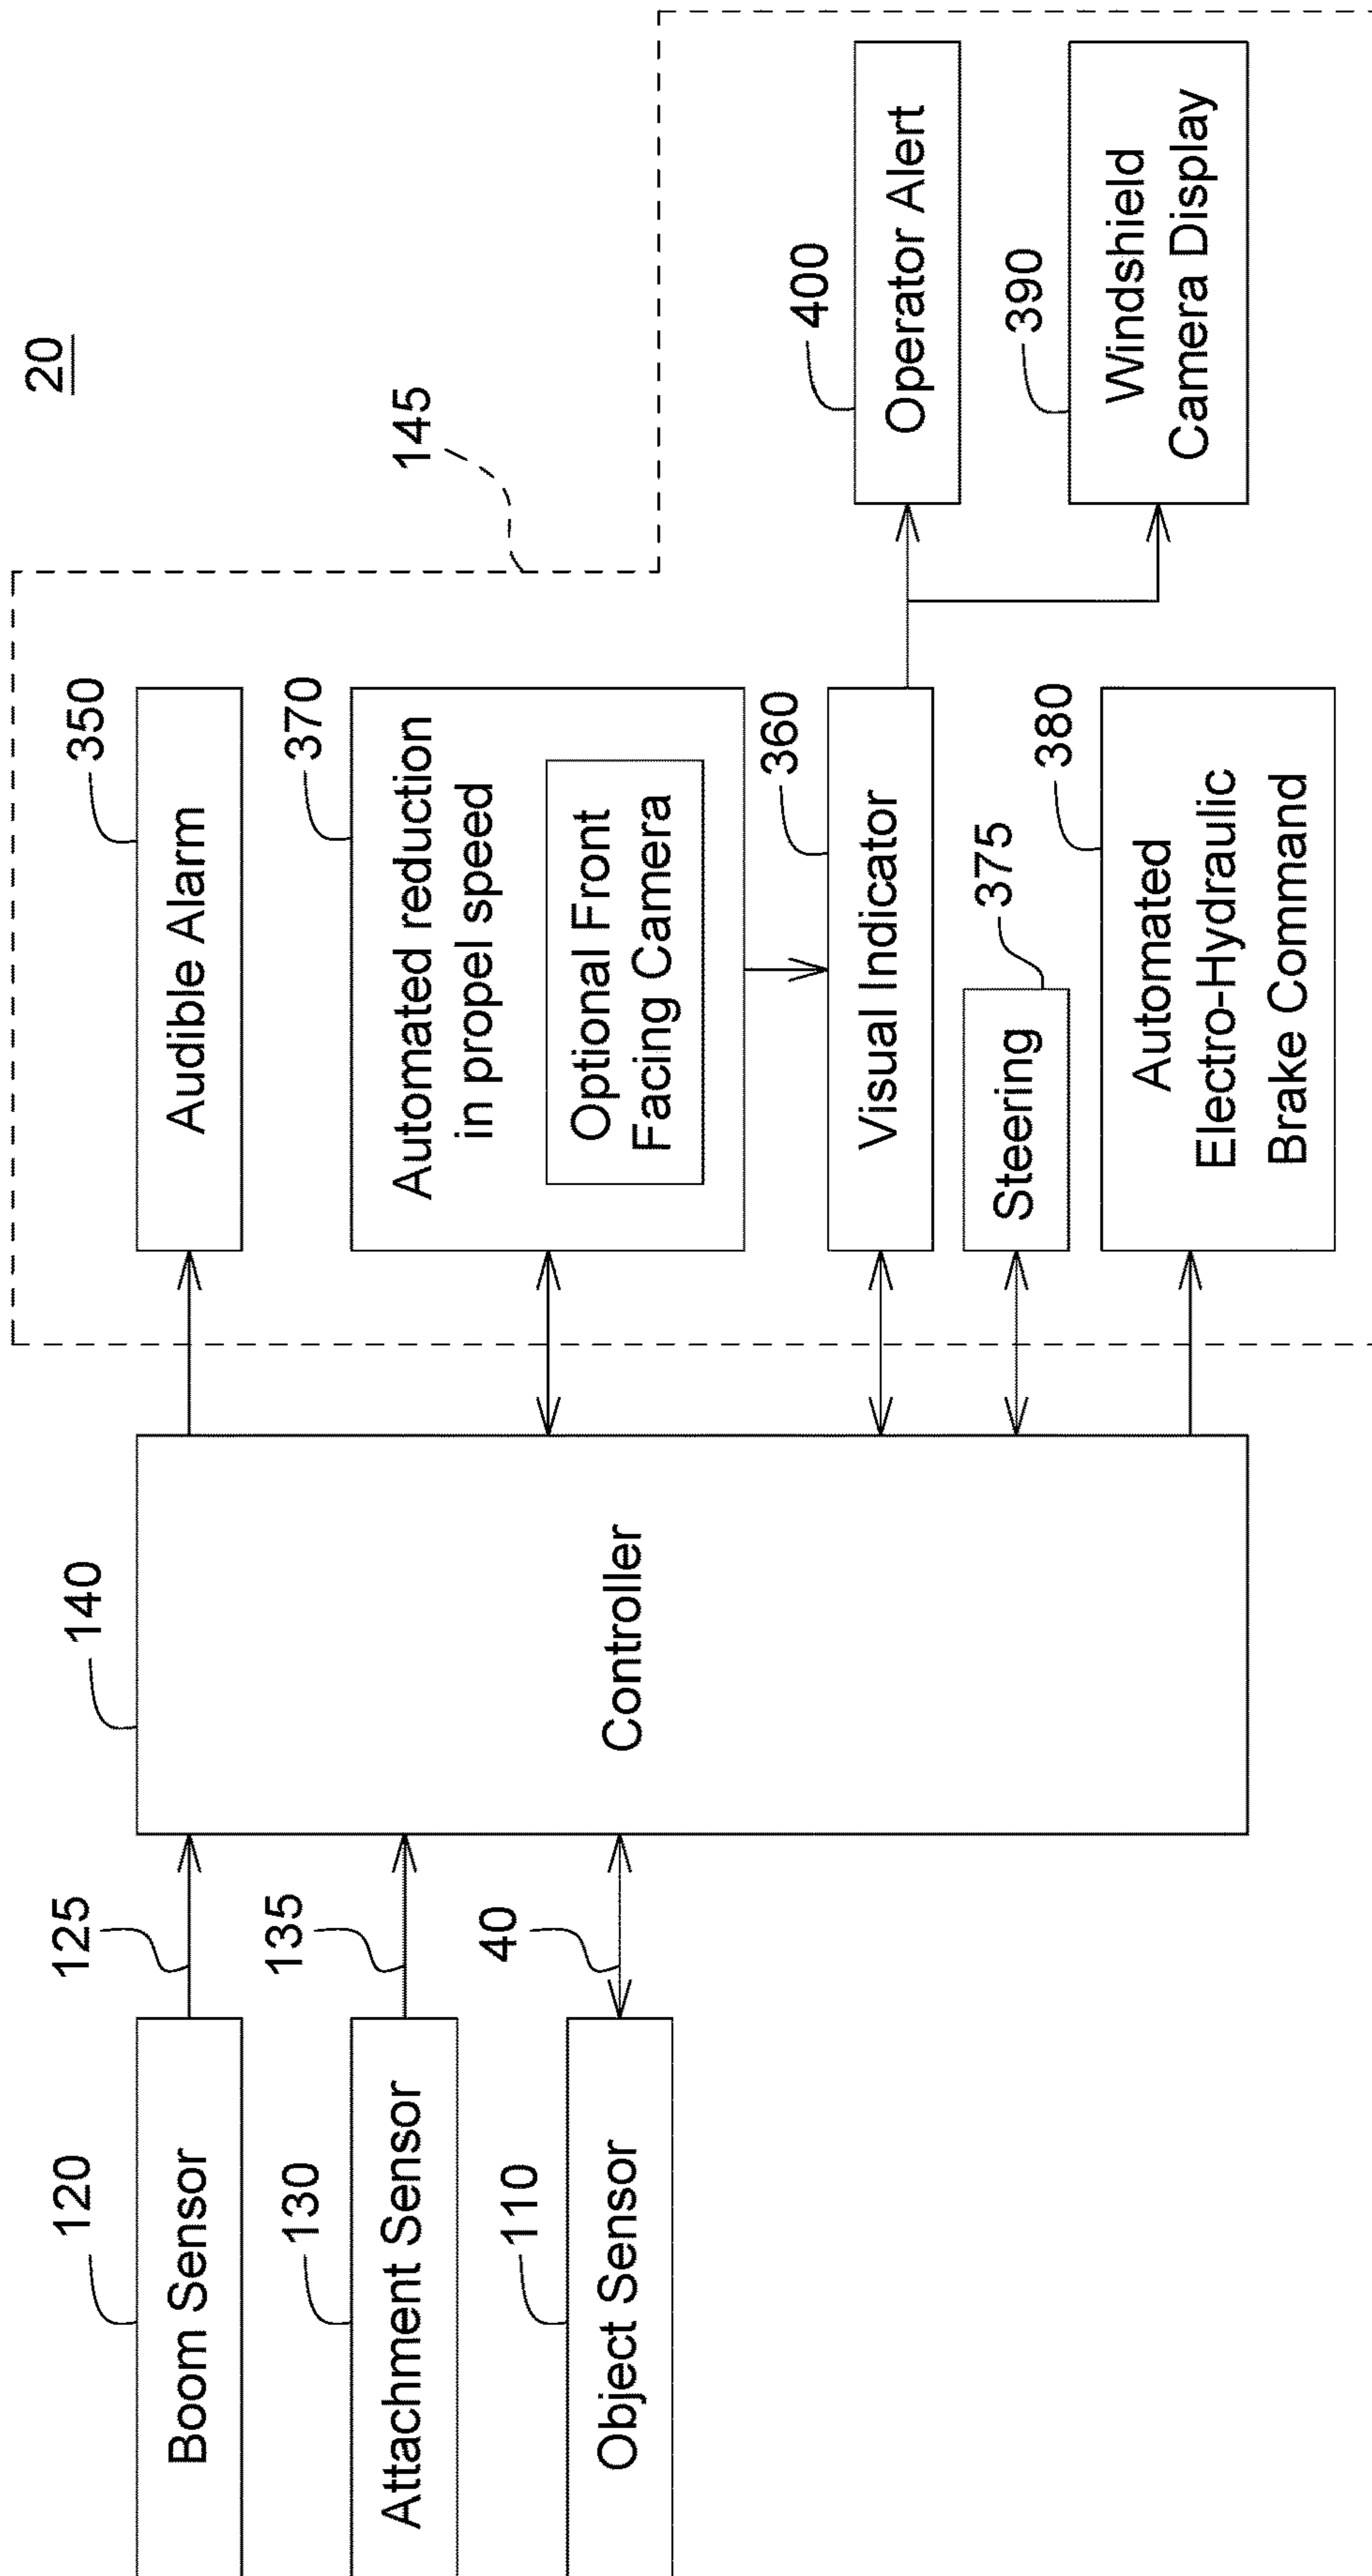 20
120
Boom Sensor
125
130
Attachment Sensor
135
110
Object Sensor
40
140
Controller
145
350
Audible Alarm
370
Automated reduction
in propel speed
Optional Front
Facing Camera
360
Visual Indicator
375
Steering
380
Automated
Electro-Hydraulic
Brake Command
400
Operator Alert
390
Windshield
Camera Display